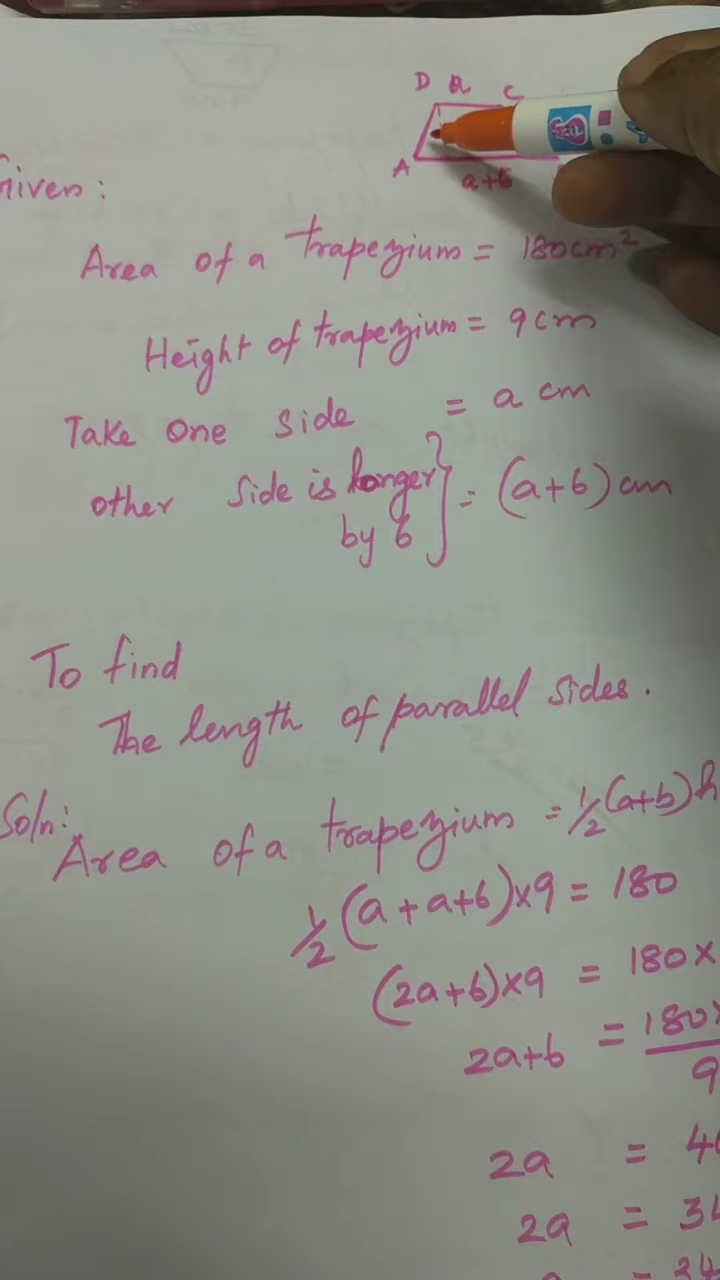 D a C
A
a+6
Given:
Area of a trapezium = 180cm²
Height of trapezium = 9cm
Take one side = a cm
other side is longer by 6 } = (a+6) cm
To find
The length of parallel sides.
Soln:
Area of a trapezium = 1/2 (a+b) h
1/2 (a+a+6)×9 = 180
(2a+6)×9 = 180×
2a+6 = 180×/9
2a = 4
2a = 34